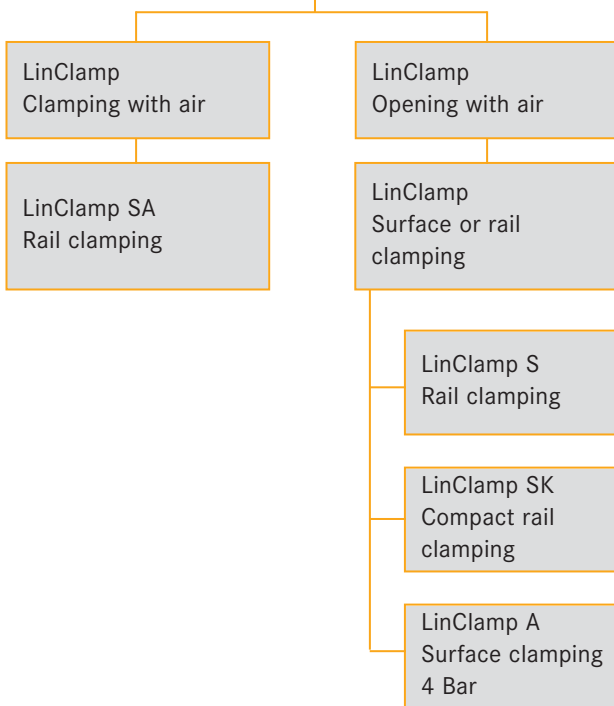 LinClamp
Clamping with air
LinClamp
Opening with air
LinClamp SA
Rail clamping
LinClamp
Surface or rail
clamping
LinClamp S
Rail clamping
LinClamp SK
Compact rail
clamping
LinClamp A
Surface clamping
4 Bar